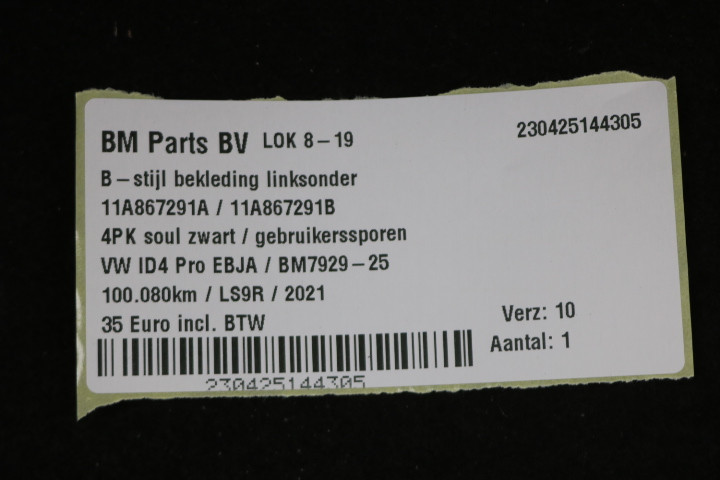 BM Parts BV LOK 8-19
230425144305
B-stijl bekleding linksonder
11A867291A / 11A867291B
4PK soul zwart / gebruikerssporen
VW ID4 Pro EBJA / BM7929-25
100.080km / LS9R / 2021
35 Euro incl. BTW
Verz: 10
Aantal: 1
230425144305